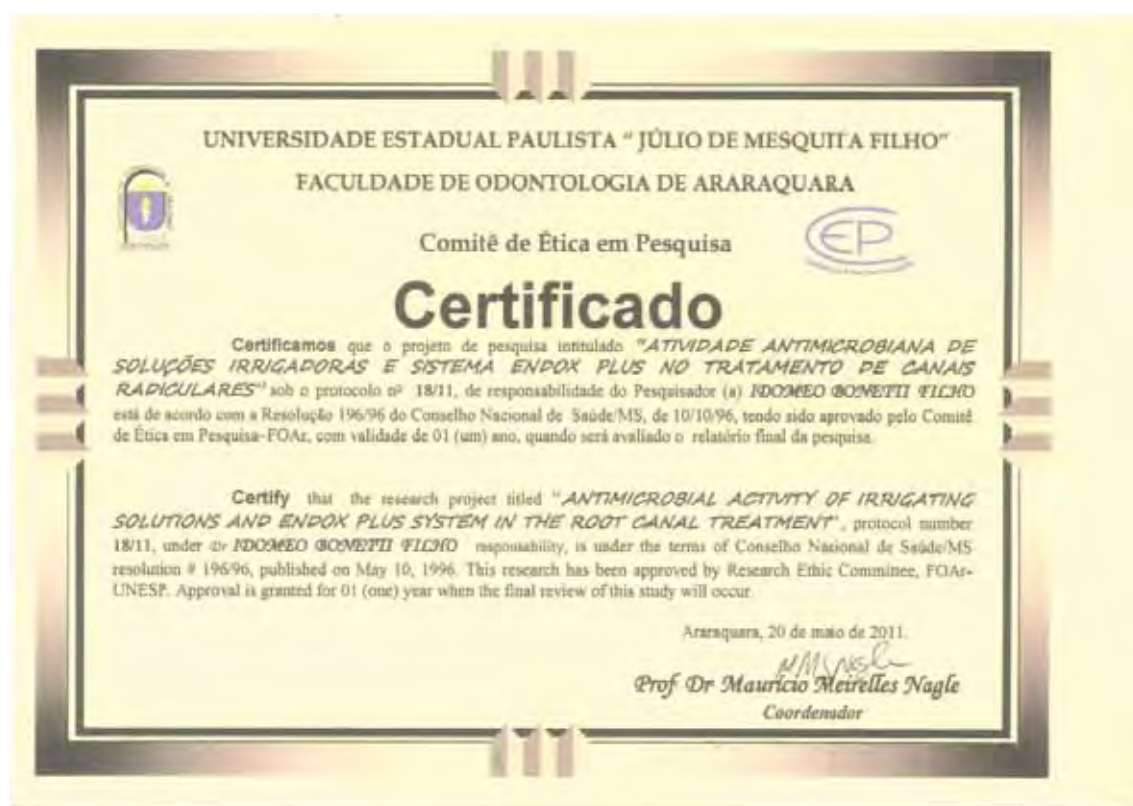 UNIVERSIDADE ESTADUAL PAULISTA " JÚLIO DE MESQUITA FILHO"
FACULDADE DE ODONTOLOGIA DE ARARAQUARA
Comitê de Ética em Pesquisa
CEP
Certificado
Certificamos que o projeto de pesquisa intitulado "ATIVIDADE ANTIMICROBIANA DE
SOLUÇÕES IRRIGADORAS E SISTEMA ENDOX PLUS NO TRATAMENTO DE CANAIS
RADICULARES" sob o protocolo nº 18/11, de responsabilidade do Pesquisador (a) IDOMEO BONETTI FILHO
está de acordo com a Resolução 196/96 do Conselho Nacional de Saúde/MS, de 10/10/96, tendo sido aprovado pelo Comitê
de Ética em Pesquisa-FOAr, com validade de 01 (um) ano, quando será avaliado o relatório final da pesquisa.
Certify that the research project titled "ANTIMICROBIAL ACTIVITY OF IRRIGATING
SOLUTIONS AND ENDOX PLUS SYSTEM IN THE ROOT CANAL TREATMENT", protocol number
18/11, under Dr IDOMEO BONETTI FILHO responsability, is under the terms of Conselho Nacional de Saúde/MS
resolution # 196/96, published on May 10, 1996. This research has been approved by Research Ethic Committee, FOAr-
UNESP. Approval is granted for 01 (one) year when the final review of this study will occur.
Araraquara, 20 de maio de 2011.
Prof Dr Maurício Meirelles Nagle
Coordenador